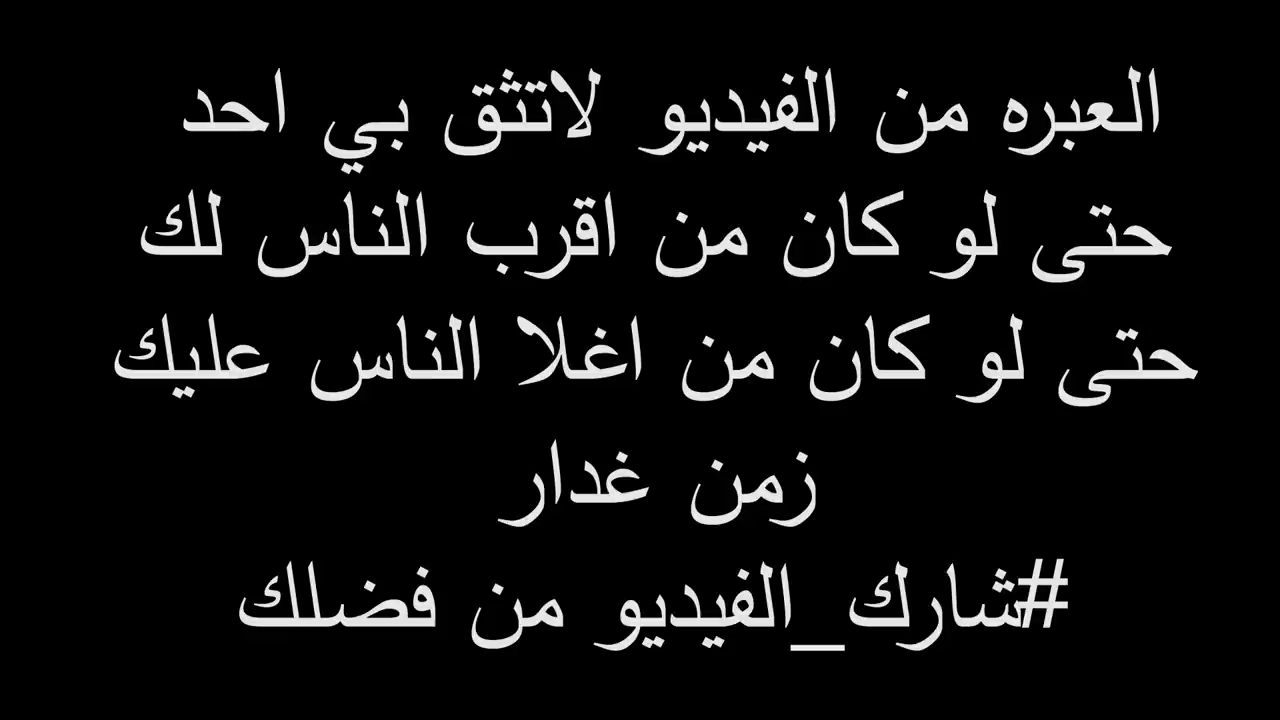 العبره من الفيديو لاتثق بي احد
حتى لو كان من اقرب الناس لك
حتى لو كان من اغلا الناس عليك
زمن غدار
#شارك_الفيديو من فضلك